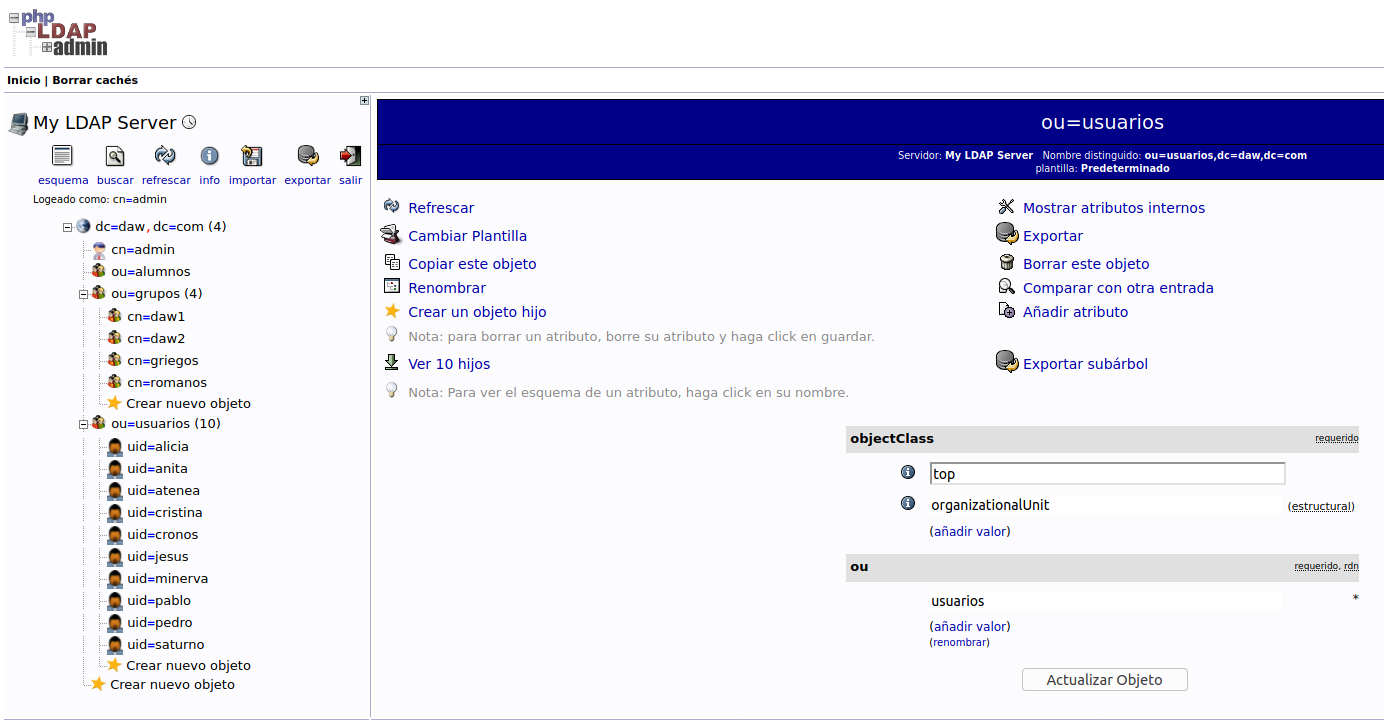 php
LDAP
admin
Inicio | Borrar cachés
My LDAP Server
esquema buscar refrescar info importar exportar salir
Logeado como: cn=admin
dc=daw,dc=com (4)
cn=admin
ou=alumnos
ou=grupos (4)
cn=daw1
cn=daw2
cn=griegos
cn=romanos
Crear nuevo objeto
ou=usuarios (10)
uid=alicia
uid=anita
uid=atenea
uid=cristina
uid=cronos
uid=jesus
uid=minerva
uid=pablo
uid=pedro
uid=saturno
Crear nuevo objeto
Crear nuevo objeto
ou=usuarios
Servidor: My LDAP Server Nombre distinguido: ou=usuarios,dc=daw,dc=com
plantilla: Predeterminado
Refrescar Mostrar atributos internos
Cambiar Plantilla Exportar
Copiar este objeto Borrar este objeto
Renombrar Comparar con otra entrada
Crear un objeto hijo Añadir atributo
Nota: para borrar un atributo, borre su atributo y haga click en guardar.
Ver 10 hijos Exportar subárbol
Nota: Para ver el esquema de un atributo, haga click en su nombre.
objectClass requerido
top
organizationalUnit (estructural)
(añadir valor)
ou requerido, rdn
usuarios *
(añadir valor)
(renombrar)
Actualizar Objeto